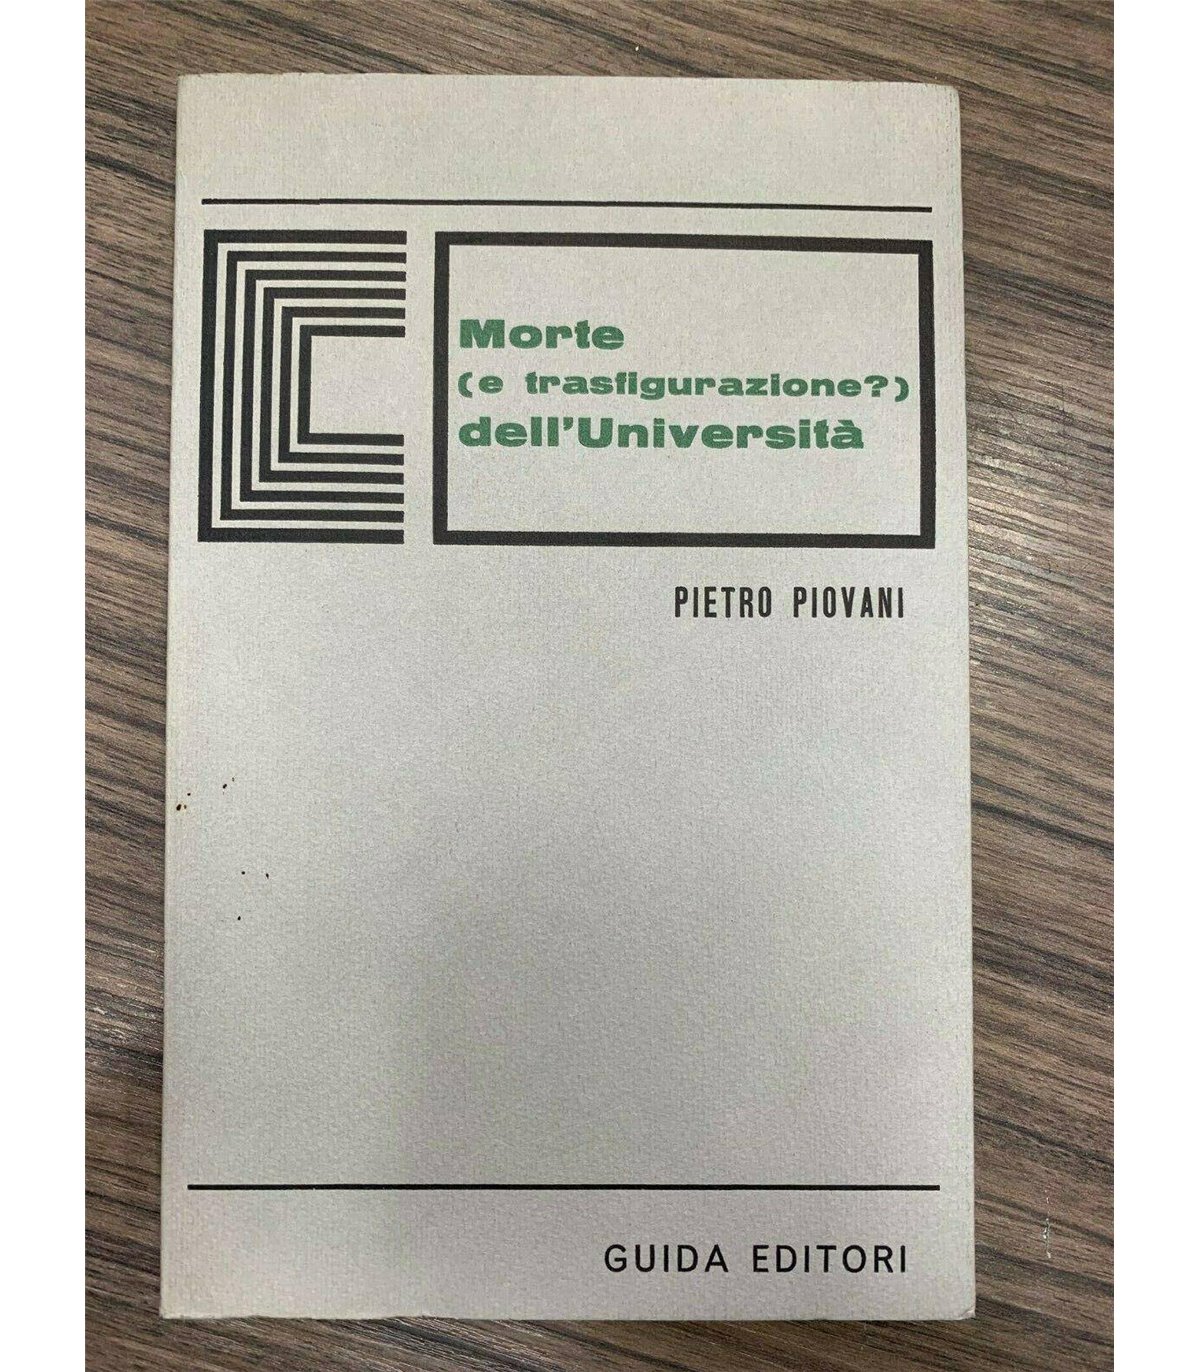 Morte
(e trasfigurazione?)
dell'Università
PIETRO PIOVANI
GUIDA EDITORI